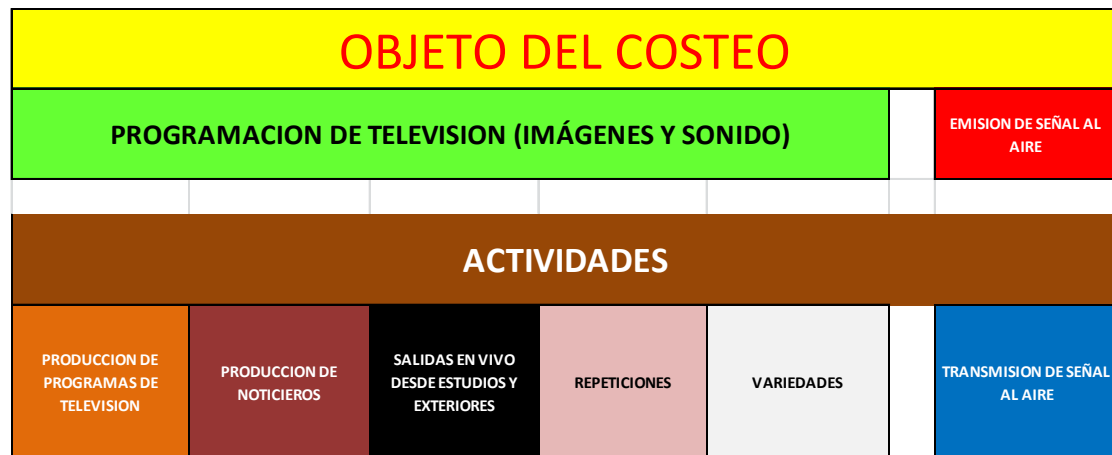 OBJETO DEL COSTEO
PROGRAMACION DE TELEVISION (IMÁGENES Y SONIDO)
EMISION DE SEÑAL AL
AIRE
ACTIVIDADES
PRODUCCION DE
PROGRAMAS DE
TELEVISION
PRODUCCION DE
NOTICIEROS
SALIDAS EN VIVO
DESDE ESTUDIOS Y
EXTERIORES
REPETICIONES
VARIEDADES
TRANSMISION DE SEÑAL
AL AIRE